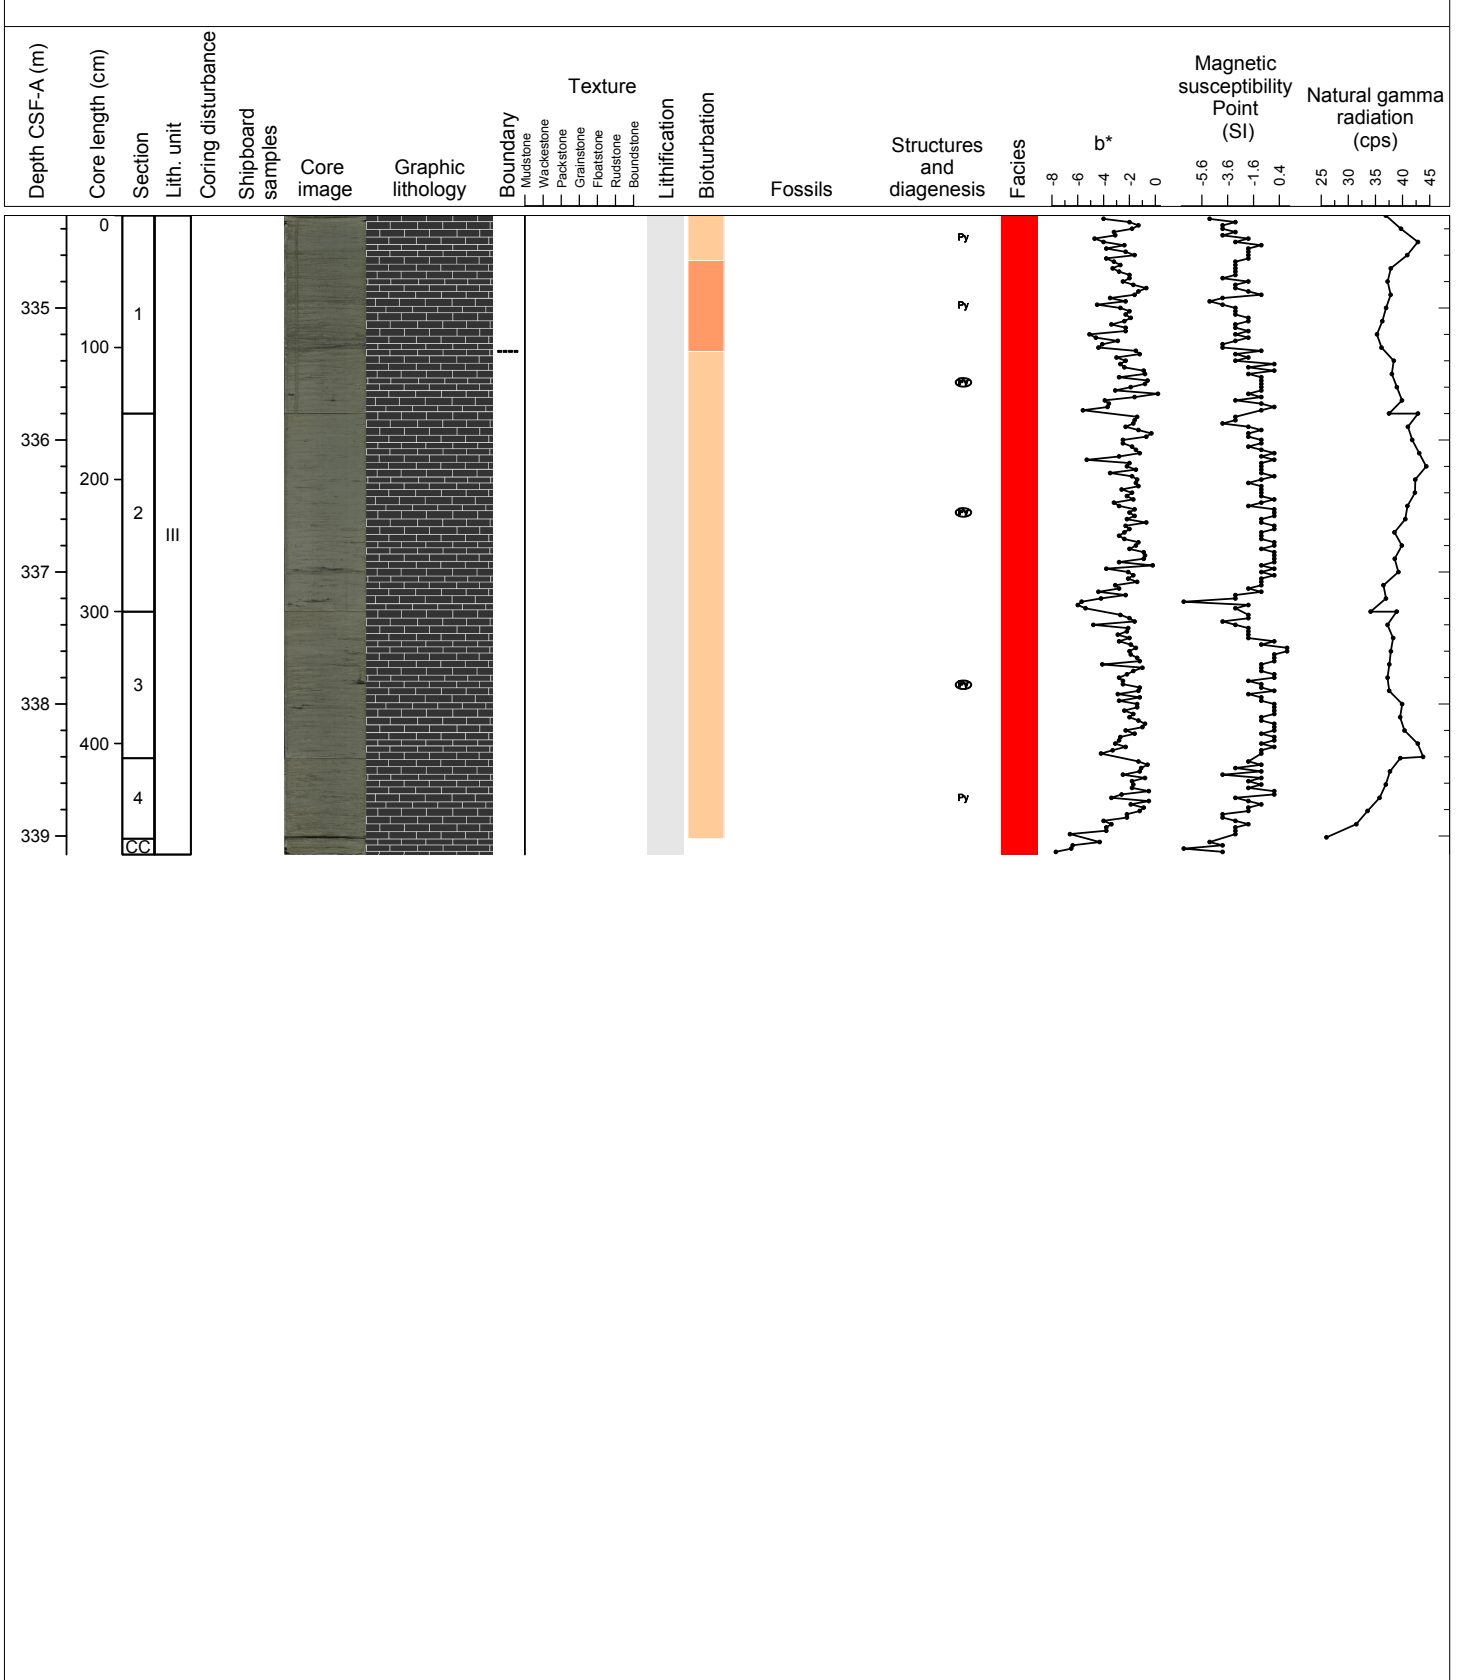 Depth CSF-A (m)
Core length (cm)
Section
Lith. unit
Coring disturbance
Shipboard
samples
Core
image
Graphic
lithology
Boundary
Texture
Mudstone
Wackestone
Packstone
Grainstone
Floatstone
Rudstone
Boundstone
Lithification
Bioturbation
Fossils
Structures
and
diagenesis
Facies
b*
-8
-6
-4
-2
0
Magnetic
susceptibility
Point
(SI)
-5.6
-3.6
-1.6
0.4
Natural gamma
radiation
(cps)
25
30
35
40
45
0
Py
335
1
Py
100
Py
336
200
2
III
Py
337
300
3
Py
338
400
4
Py
339
CC